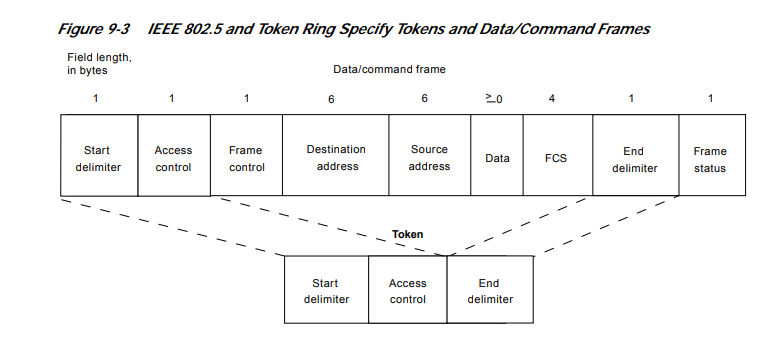 Figure 9-3 IEEE 802.5 and Token Ring Specify Tokens and Data/Command Frames
Field length,
in bytes
Data/command frame
1 1 1 6 6 ≥0 4 1 1
Start
delimiter
Access
control
Frame
control
Destination
address
Source
address
Data
FCS
End
delimiter
Frame
status
Token
Start
delimiter
Access
control
End
delimiter